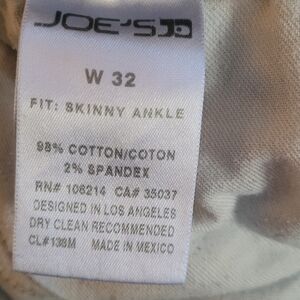 JOE'S JD
W 32
FIT: SKINNY ANKLE
98% COTTON/COTON
2% SPANDEX
RN# 106214 CA# 35037
DESIGNED IN LOS ANGELES
DRY CLEAN RECOMMENDED
CL#138M MADE IN MEXICO